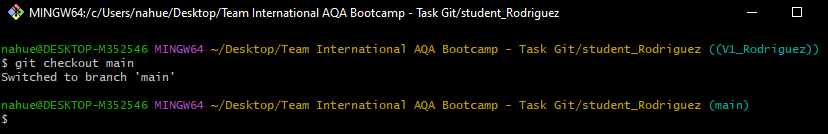 MINGW64:/c/Users/nahue/Desktop/Team International AQA Bootcamp - Task Git/student_Rodriguez
nahue@DESKTOP-M352546 MINGW64 ~/Desktop/Team International AQA Bootcamp - Task Git/student_Rodriguez ((V1_Rodriguez))
$ git checkout main
Switched to branch 'main'
nahue@DESKTOP-M352546 MINGW64 ~/Desktop/Team International AQA Bootcamp - Task Git/student_Rodriguez (main)
$